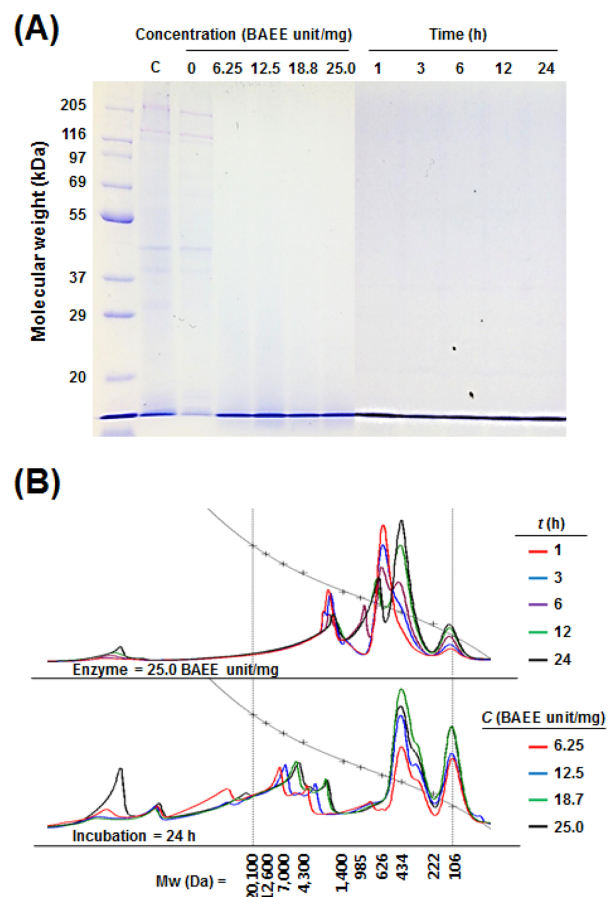 (A)
Concentration (BAEE unit/mg) Time (h)
C 0 6.25 12.5 18.8 25.0 1 3 6 12 24
Molecular weight (kDa)
205
116
97
69
55
37
29
20
(B)
t (h)
1
3
6
12
24
Enzyme = 25.0 BAEE unit/mg
C (BAEE unit/mg)
6.25
12.5
18.7
25.0
Incubation = 24 h
Mw (Da) = 20,100 12,600 7,000 4,300 1,400 985 626 434 222 106